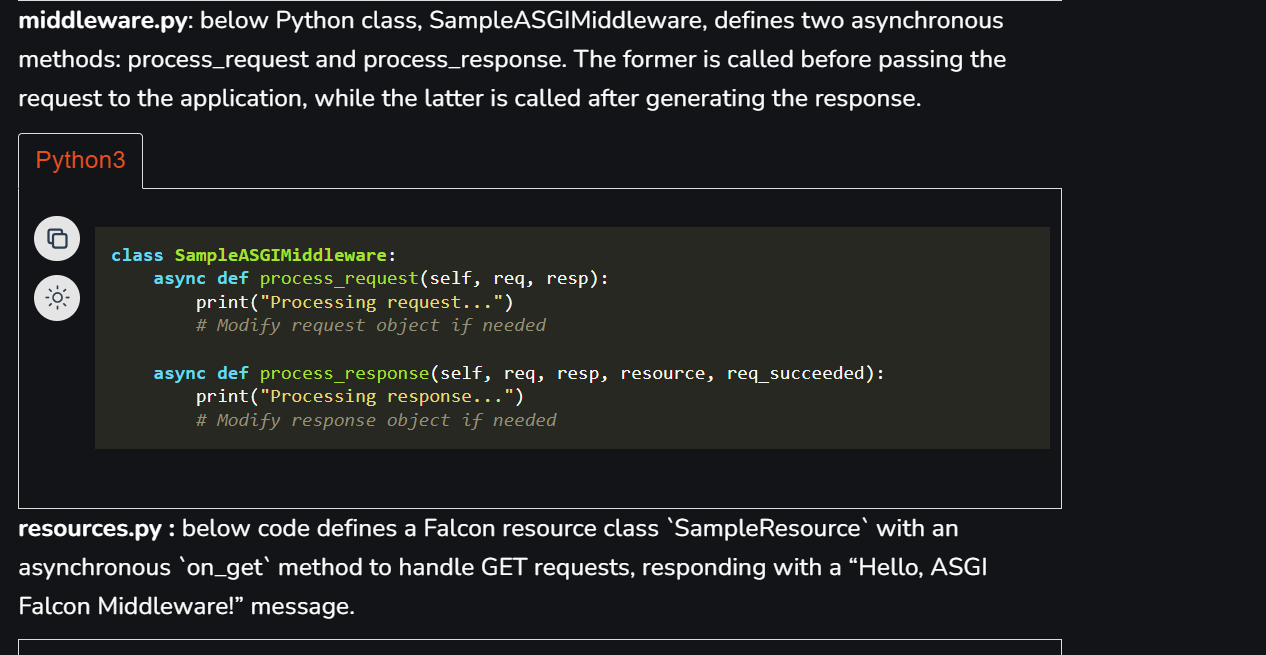 middleware.py: below Python class, SampleASGIMiddleware, defines two asynchronous
methods: process_request and process_response. The former is called before passing the
request to the application, while the latter is called after generating the response.
Python3
class SampleASGIMiddleware:
    async def process_request(self, req, resp):
        print("Processing request...")
        # Modify request object if needed

    async def process_response(self, req, resp, resource, req_succeeded):
        print("Processing response...")
        # Modify response object if needed
resources.py : below code defines a Falcon resource class `SampleResource` with an
asynchronous `on_get` method to handle GET requests, responding with a “Hello, ASGI
Falcon Middleware!” message.